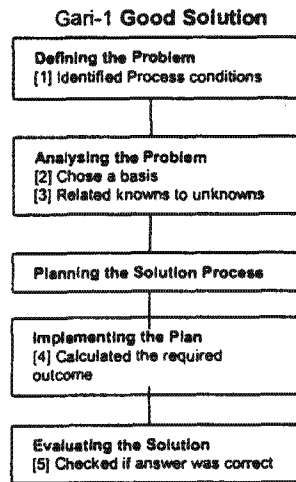 Gari-1 Good Solution
Defining the Problem
[1] Identified Process conditions
Analysing the Problem
[2] Chose a basis
[3] Related knowns to unknowns
Planning the Solution Process
Implementing the Plan
[4] Calculated the required
outcome
Evaluating the Solution
[5] Checked if answer was correct